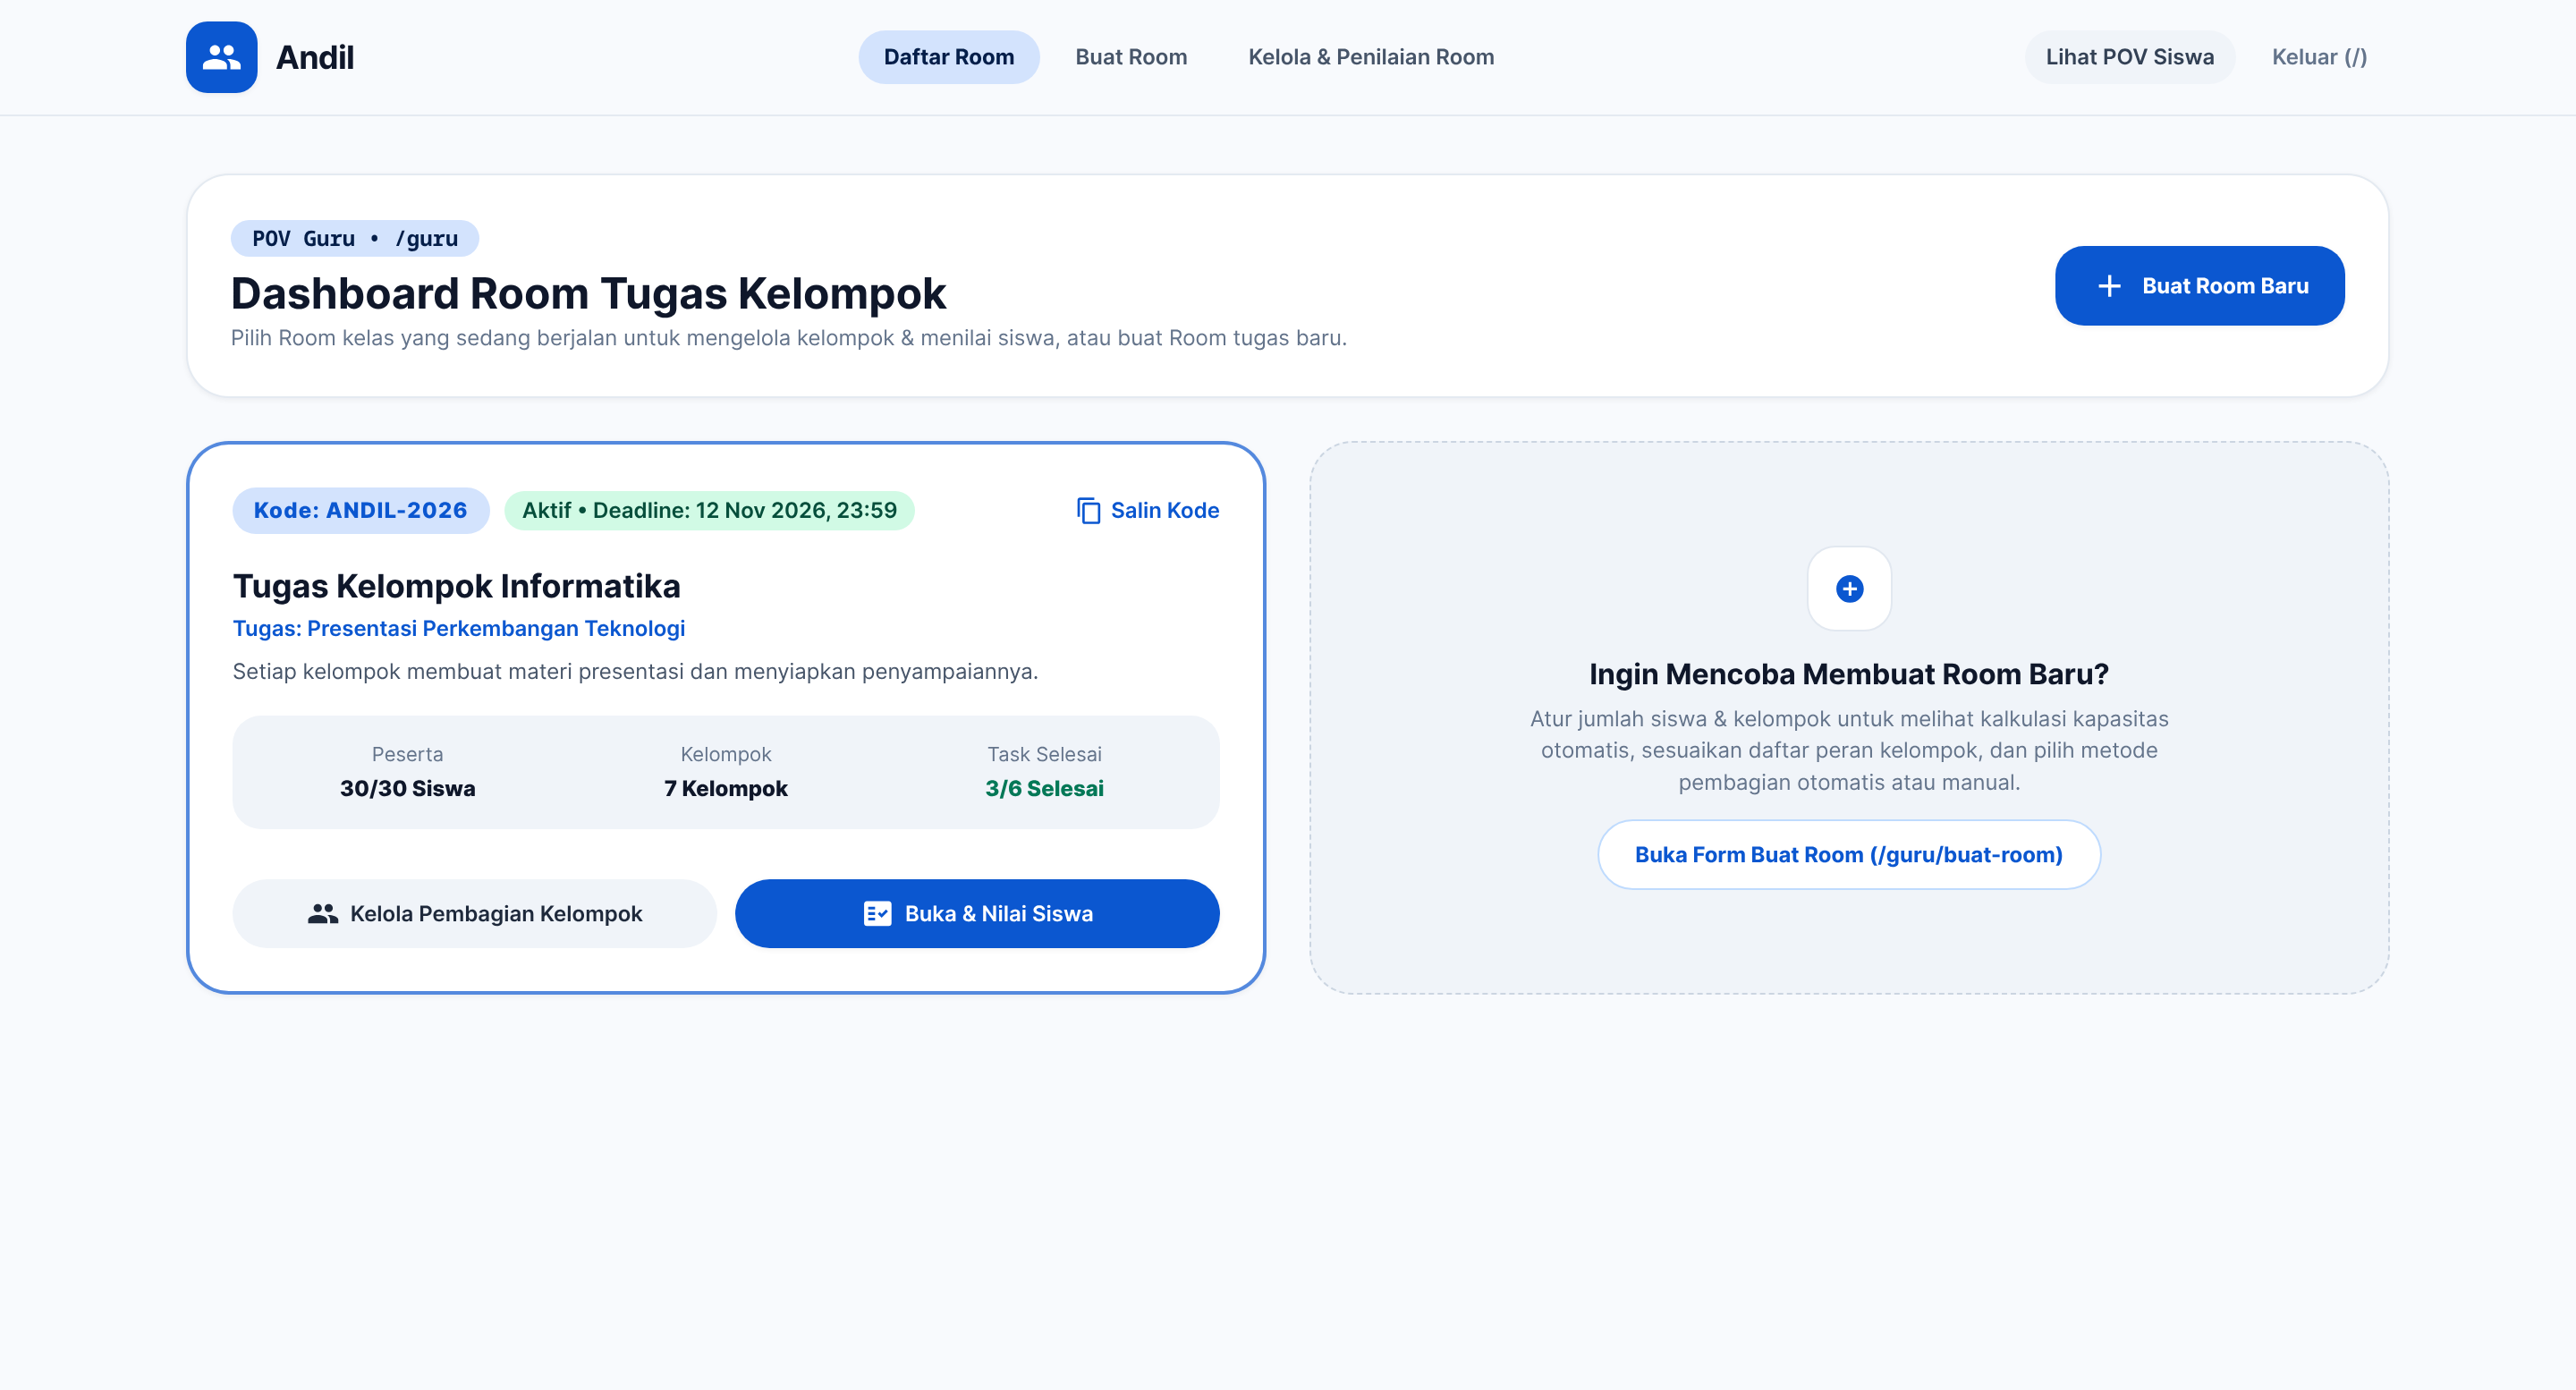 Andil
Daftar Room
Buat Room
Kelola & Penilaian Room
Lihat POV Siswa
Keluar (/)
POV Guru • /guru
Dashboard Room Tugas Kelompok
Pilih Room kelas yang sedang berjalan untuk mengelola kelompok & menilai siswa, atau buat Room tugas baru.
Buat Room Baru
Kode: ANDIL-2026
Aktif • Deadline: 12 Nov 2026, 23:59
Salin Kode
Tugas Kelompok Informatika
Tugas: Presentasi Perkembangan Teknologi
Setiap kelompok membuat materi presentasi dan menyiapkan penyampaiannya.
Peserta
30/30 Siswa
Kelompok
7 Kelompok
Task Selesai
3/6 Selesai
Kelola Pembagian Kelompok
Buka & Nilai Siswa
Ingin Mencoba Membuat Room Baru?
Atur jumlah siswa & kelompok untuk melihat kalkulasi kapasitas
otomatis, sesuaikan daftar peran kelompok, dan pilih metode
pembagian otomatis atau manual.
Buka Form Buat Room (/guru/buat-room)